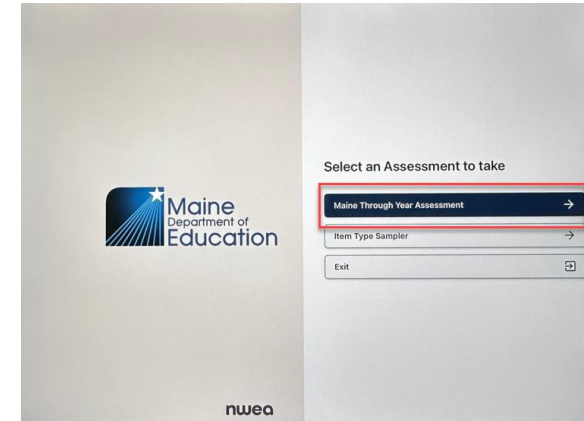 Maine
Department of
Education
nwea
Select an Assessment to take
Maine Through Year Assessment
Item Type Sampler
Exit